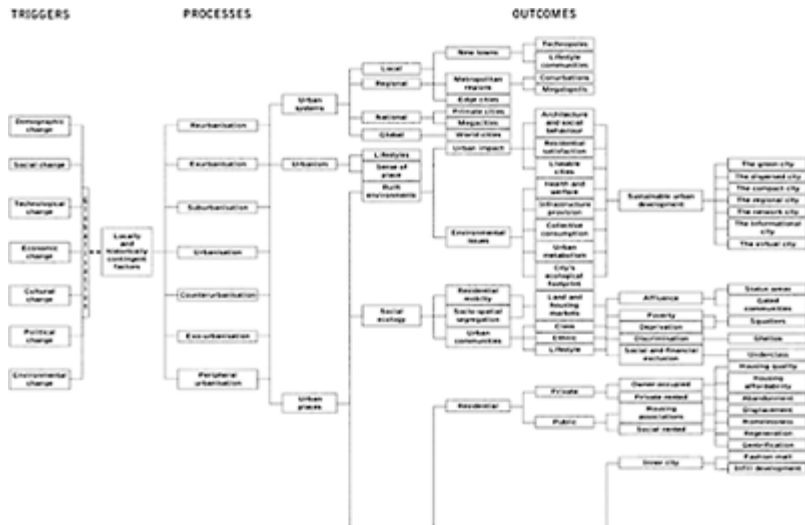 TRIGGERS
PROCESSES
OUTCOMES
Demographic
change
Social change
Technological
change
Economic
change
Cultural
change
Political
change
Environmental
change
Locally
and
historically
contingent
factors
Reurbanisation
Exurbanisation
Suburbanisation
Urbanisation
Counterurbanisation
Exo-urbanisation
Peripheral
urbanisation
Urban
systems
Urbanism
Urban
places
Local
Regional
National
Global
Lifestyles
Sense of
place
Built
environments
Social
ecology
New towns
Metropolitan
regions
Edge cities
Primate cities
Megacities
World cities
Urban impact
Environmental
issues
Residential
mobility
Socio-spatial
segregation
Urban
communities
Residential
Technopoles
Lifestyle
communities
Conurbations
Megalopolis
Architecture
and social
behaviour
Residential
satisfaction
Liveable
cities
Health and
welfare
Infrastructure
provision
Collective
consumption
Urban
metabolism
City's
ecological
footprint
Land and
housing
markets
Class
Ethnic
Lifestyle
Private
Public
Sustainable urban
development
Affluence
Poverty
Deprivation
Discrimination
Social and financial
exclusion
Owner occupied
Private rented
Housing
associations
Social rented
Inner city
The green city
The dispersed city
The compact city
The regional city
The network city
The informational
city
The virtual city
Status areas
Gated
communities
Squatters
Ghettos
Underclass
Housing quality
Housing
affordability
Abandonment
Displacement
Homelessness
Regeneration
Gentrification
Fashion mall
Infill development